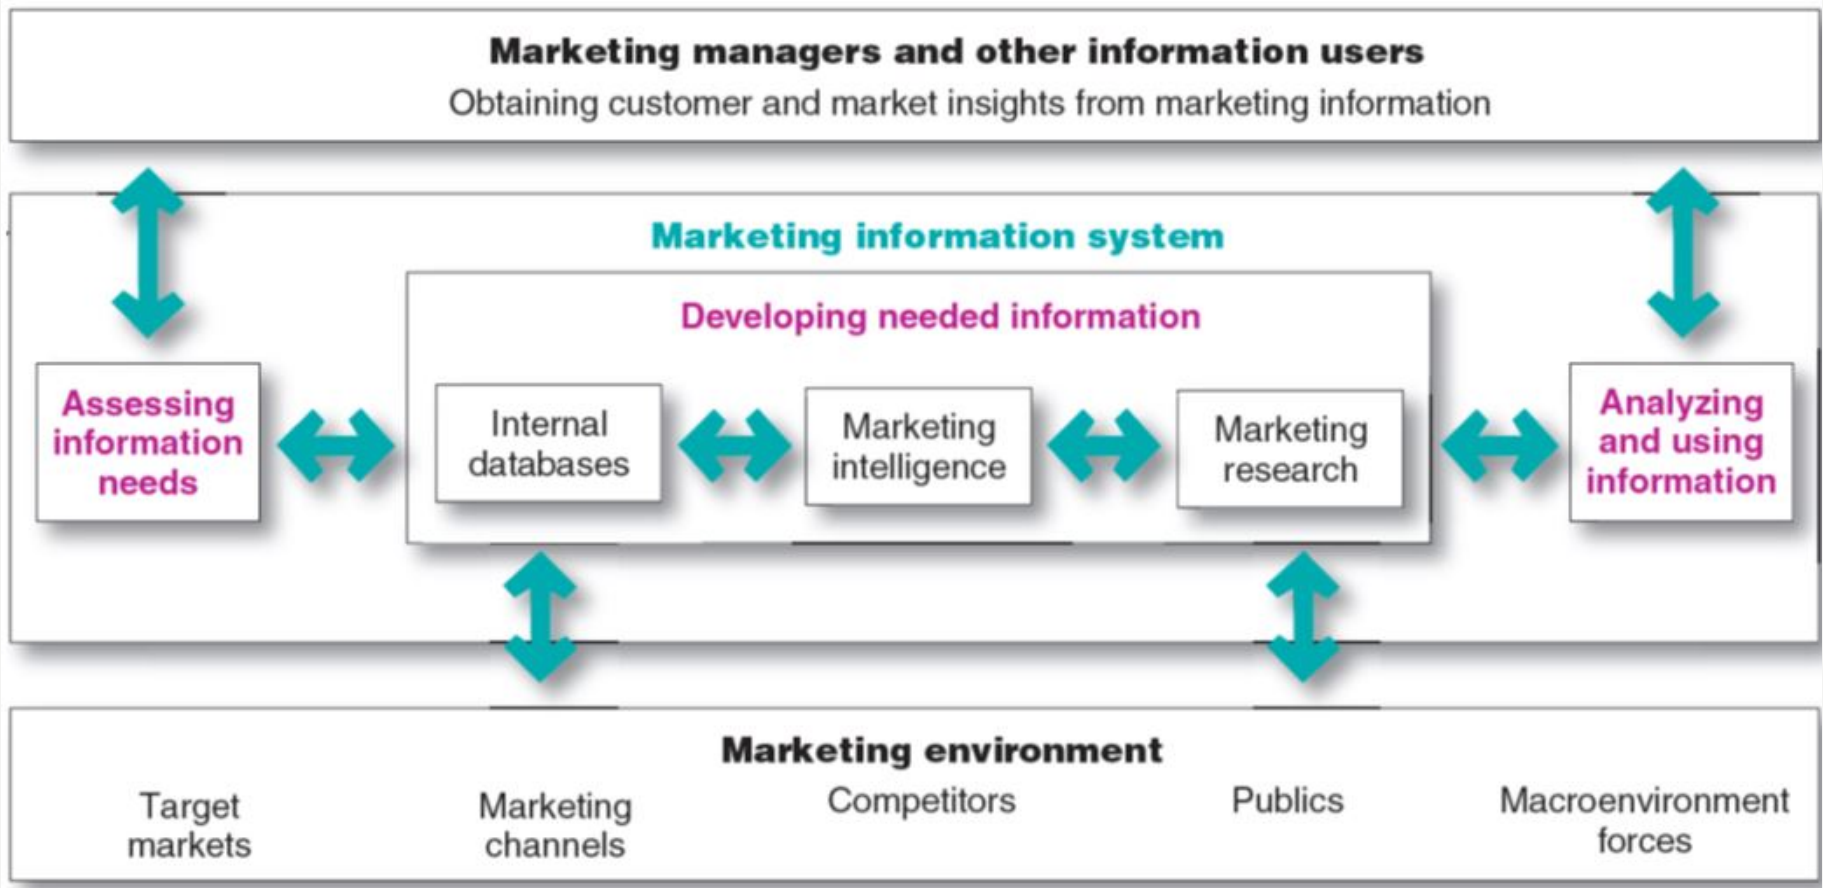 Marketing managers and other information users
Obtaining customer and market insights from marketing information
Marketing information system
Developing needed information
Assessing
information
needs
Internal
databases
Marketing
intelligence
Marketing
research
Analyzing
and using
information
Marketing environment
Target
markets
Marketing
channels
Competitors
Publics
Macroenvironment
forces